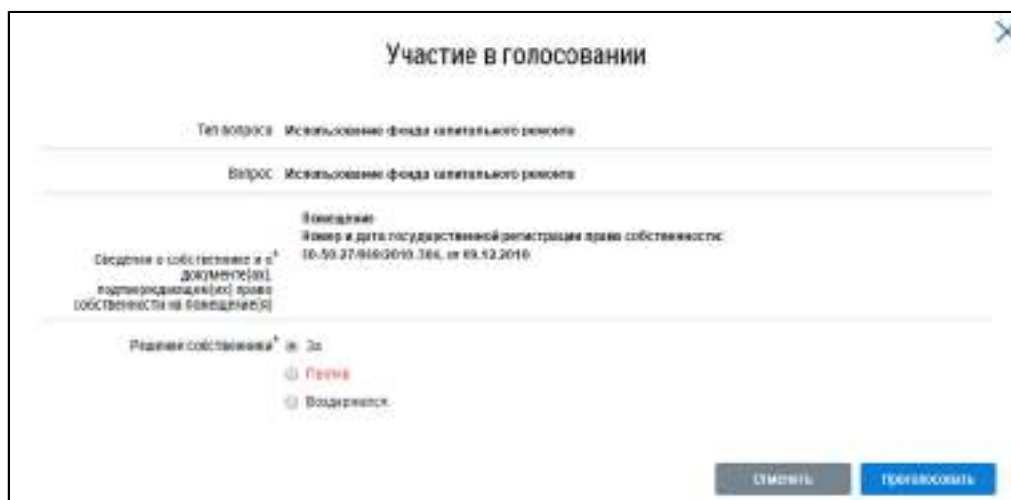 Участие в голосовании
Тип вопроса Использование фонда капитального ремонта
Вопрос Использование фонда капитального ремонта
Помещение
Номер и дата государственной регистрации права собственности:
от 09.12.2010
Сведения о собственнике и о*
документе(ах),
подтверждающем(их) право
собственности на помещение(я)
Решение собственника* За
Против
Воздержался
Отменить Проголосовать